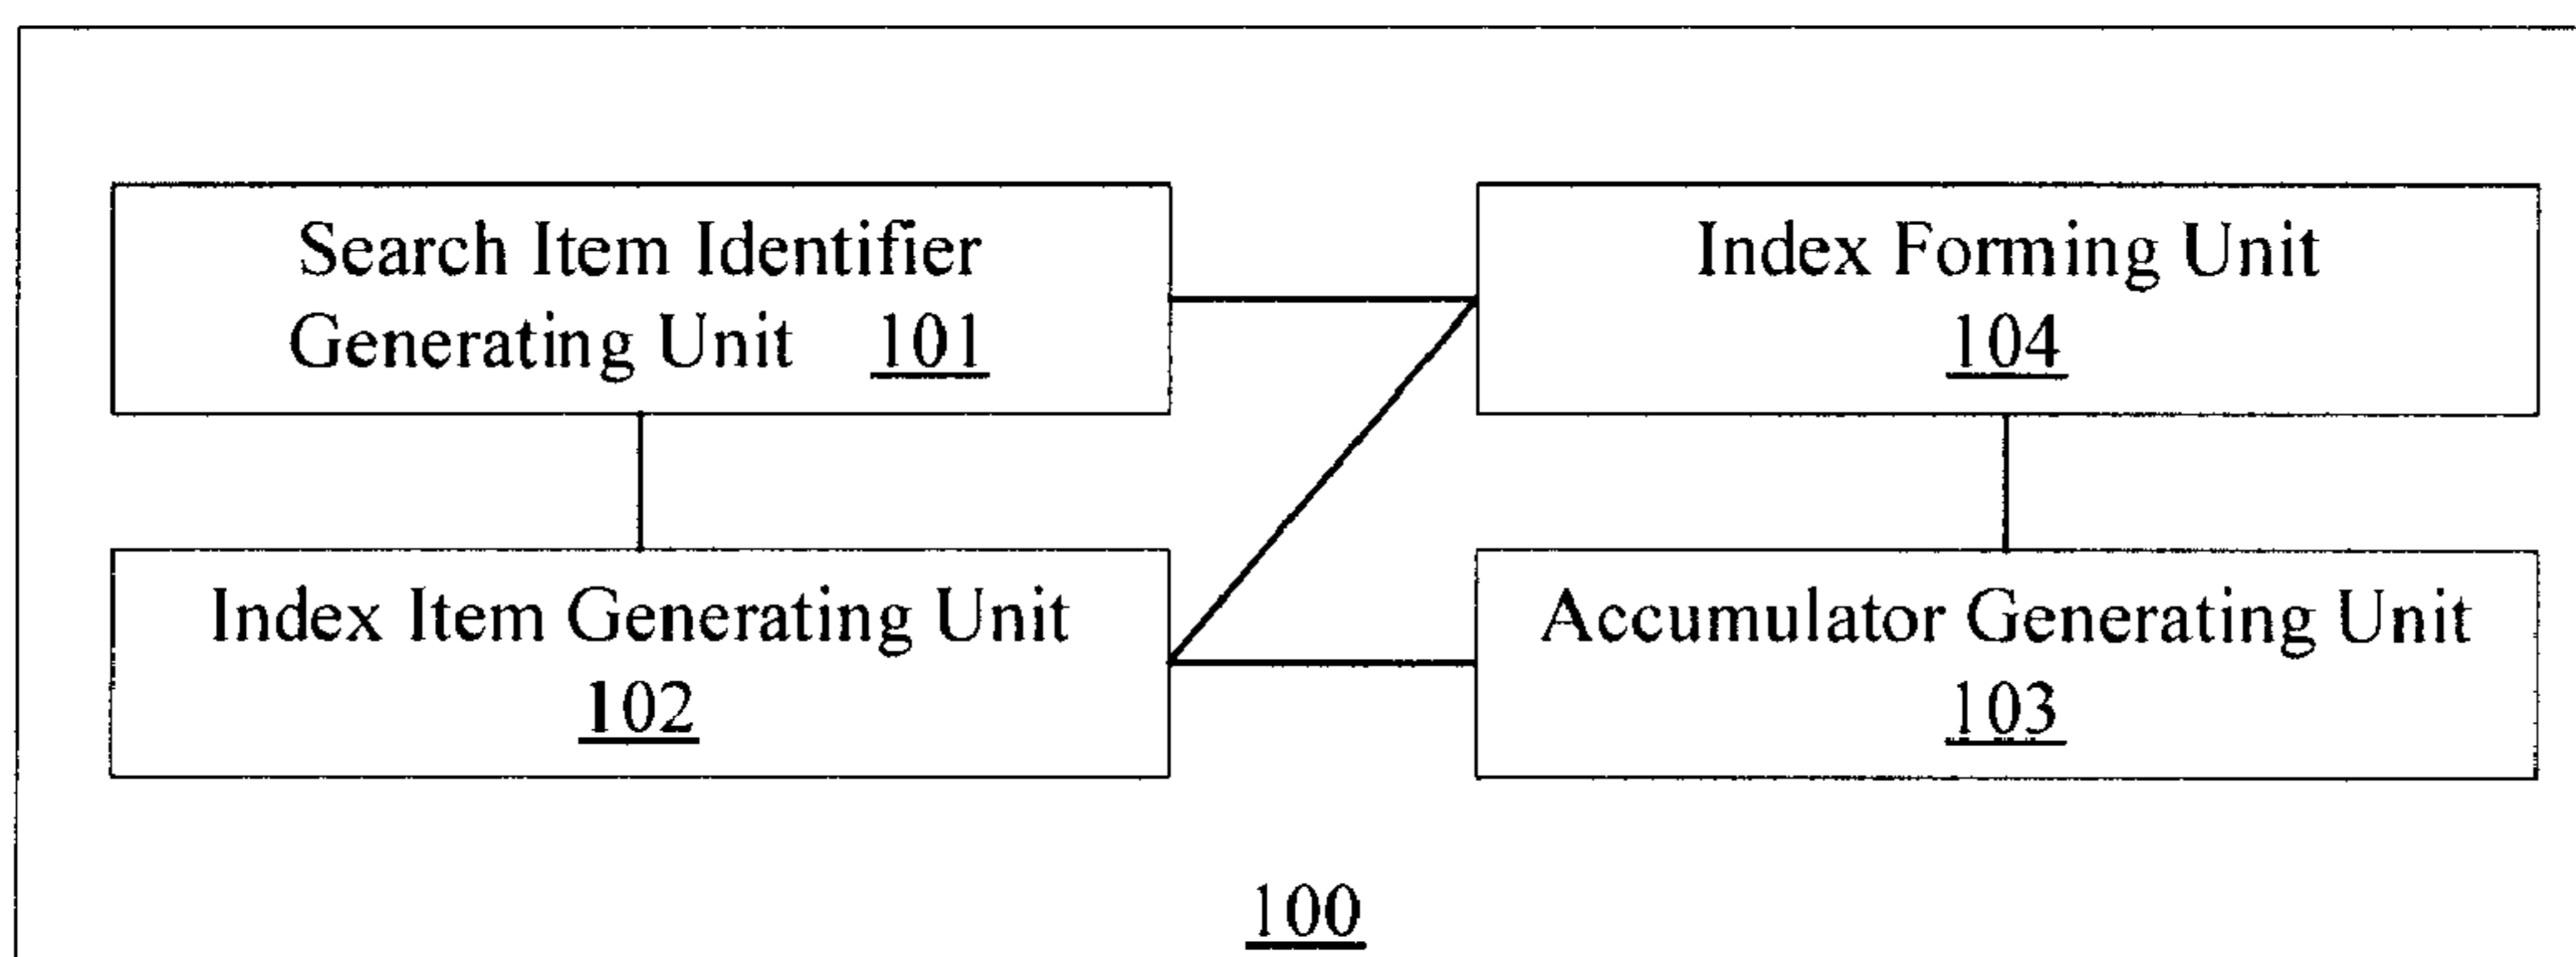 Search Item Identifier
Generating Unit 101
Index Forming Unit
104
Index Item Generating Unit
102
Accumulator Generating Unit
103
100